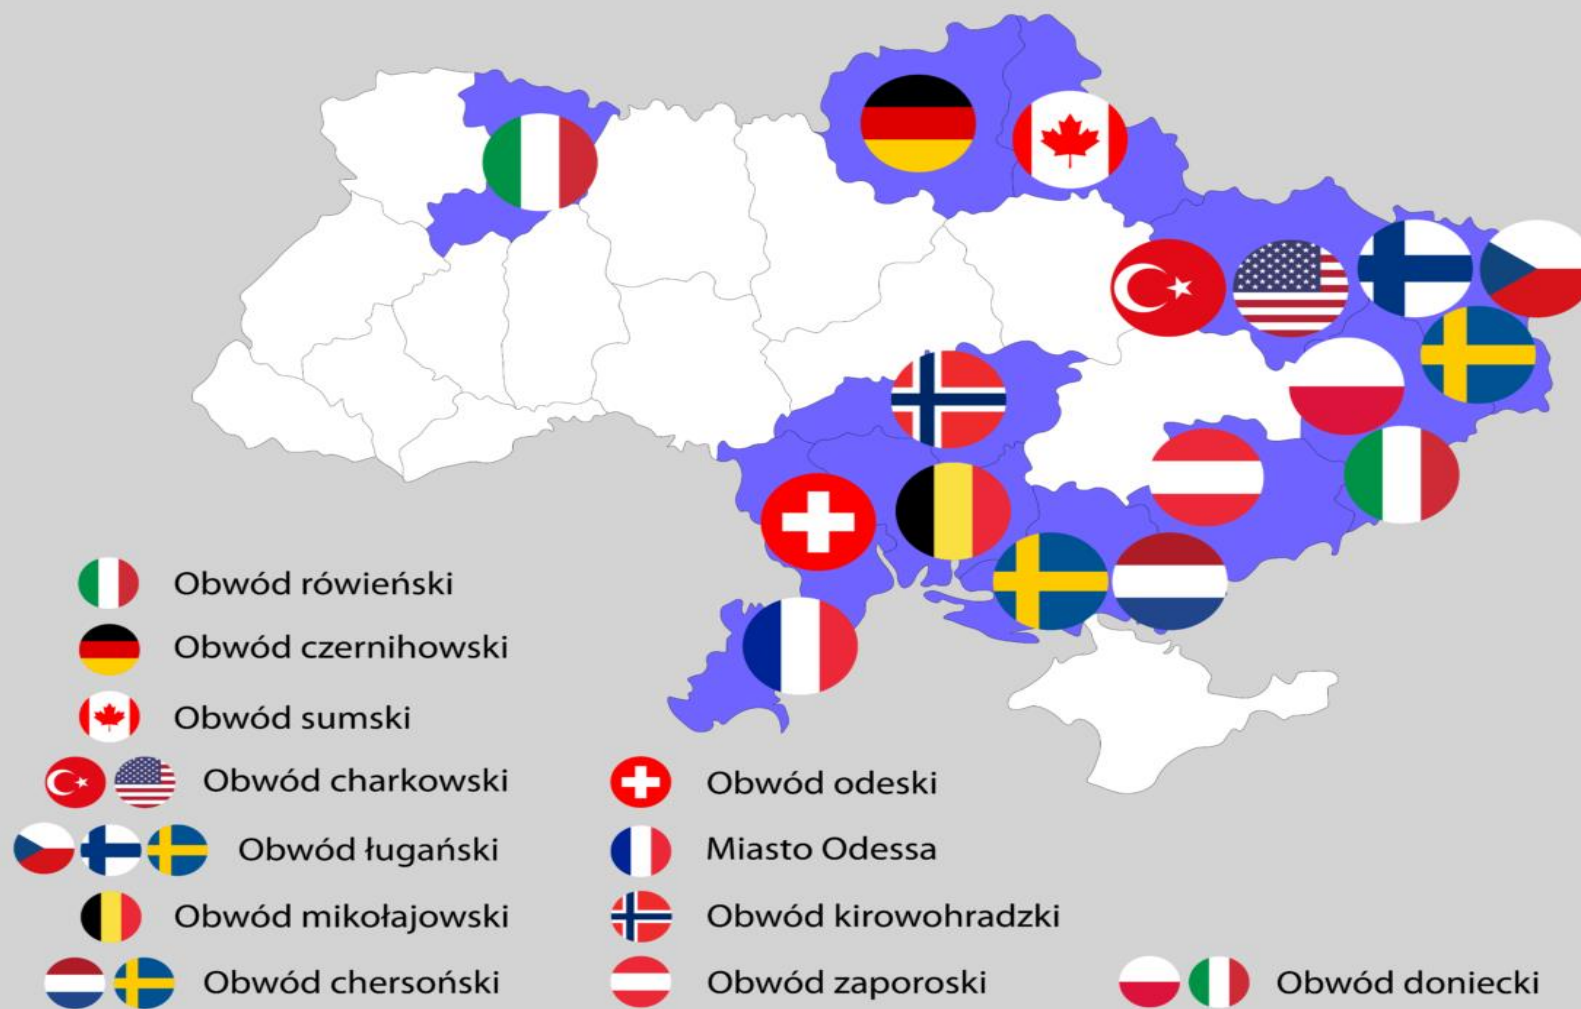 Obwód rówieński
Obwód czernihowski
Obwód sumski
Obwód charkowski
Obwód ługański
Obwód mikołajowski
Obwód chersoński
Obwód odeski
Miasto Odessa
Obwód kirowohradzki
Obwód zaporoski
Obwód doniecki